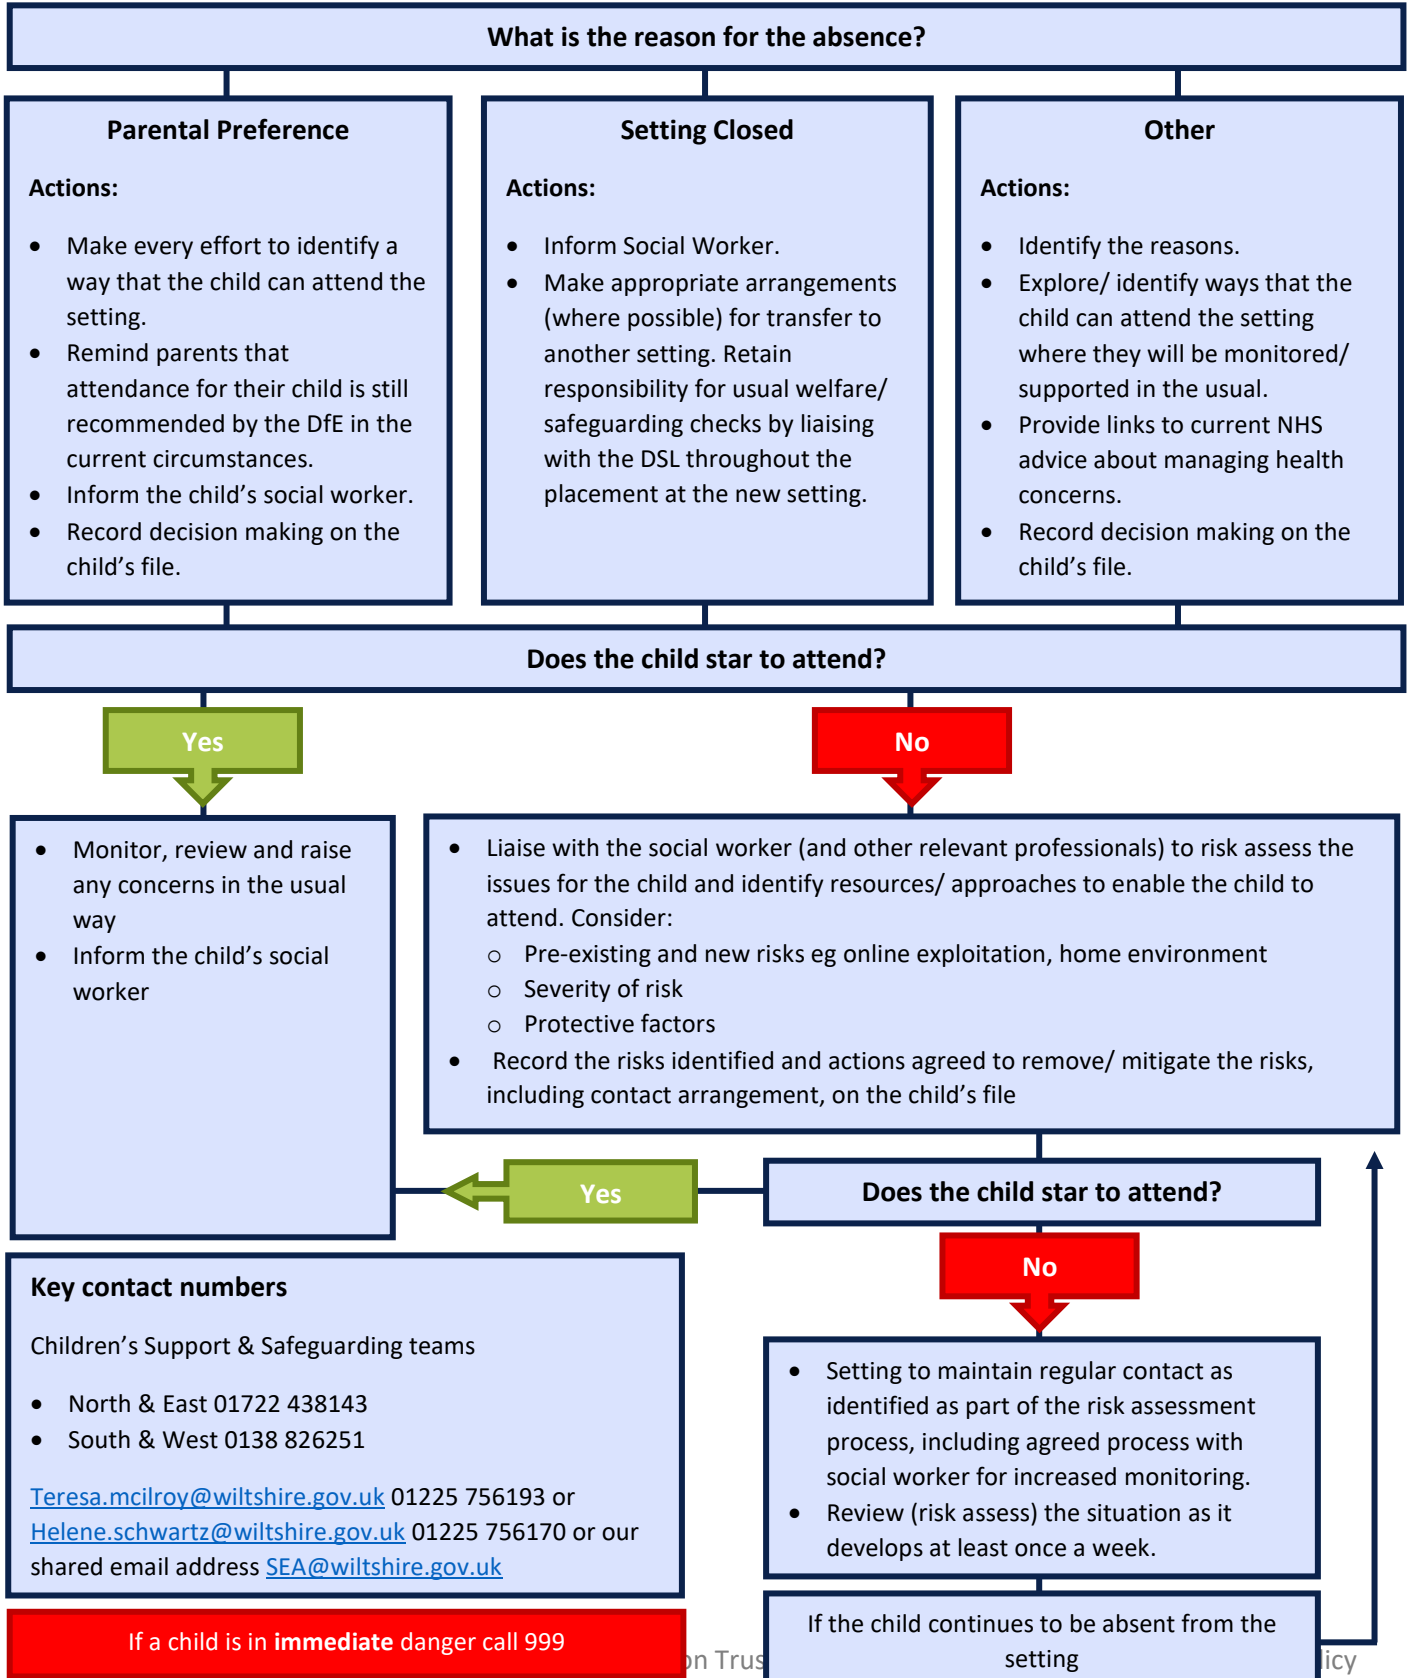 What is the reason for the absence?
Parental Preference
Actions:
• Make every effort to identify a
way that the child can attend the
setting.
• Remind parents that
attendance for their child is still
recommended by the DfE in the
current circumstances.
• Inform the child's social worker.
• Record decision making on the
child's file.
Setting Closed
Actions:
• Inform Social Worker.
• Make appropriate arrangements
(where possible) for transfer to
another setting. Retain
responsibility for usual welfare/
safeguarding checks by liaising
with the DSL throughout the
placement at the new setting.
Other
Actions:
• Identify the reasons.
• Explore/ identify ways that the
child can attend the setting
where they will be monitored/
supported in the usual.
• Provide links to current NHS
advice about managing health
concerns.
• Record decision making on the
child's file.
Does the child star to attend?
Yes
No
• Monitor, review and raise
any concerns in the usual
way
• Inform the child's social
worker
• Liaise with the social worker (and other relevant professionals) to risk assess the
issues for the child and identify resources/ approaches to enable the child to
attend. Consider:
o Pre-existing and new risks eg online exploitation, home environment
o Severity of risk
o Protective factors
• Record the risks identified and actions agreed to remove/ mitigate the risks,
including contact arrangement, on the child's file
Yes
Does the child star to attend?
No
Key contact numbers
Children's Support & Safeguarding teams
• North & East 01722 438143
• South & West 0138 826251
Teresa.mcilroy@wiltshire.gov.uk 01225 756193 or
Helene.schwartz@wiltshire.gov.uk 01225 756170 or our
shared email address SEA@wiltshire.gov.uk
If a child is in immediate danger call 999
• Setting to maintain regular contact as
identified as part of the risk assessment
process, including agreed process with
social worker for increased monitoring.
• Review (risk assess) the situation as it
develops at least once a week.
If the child continues to be absent from the
setting